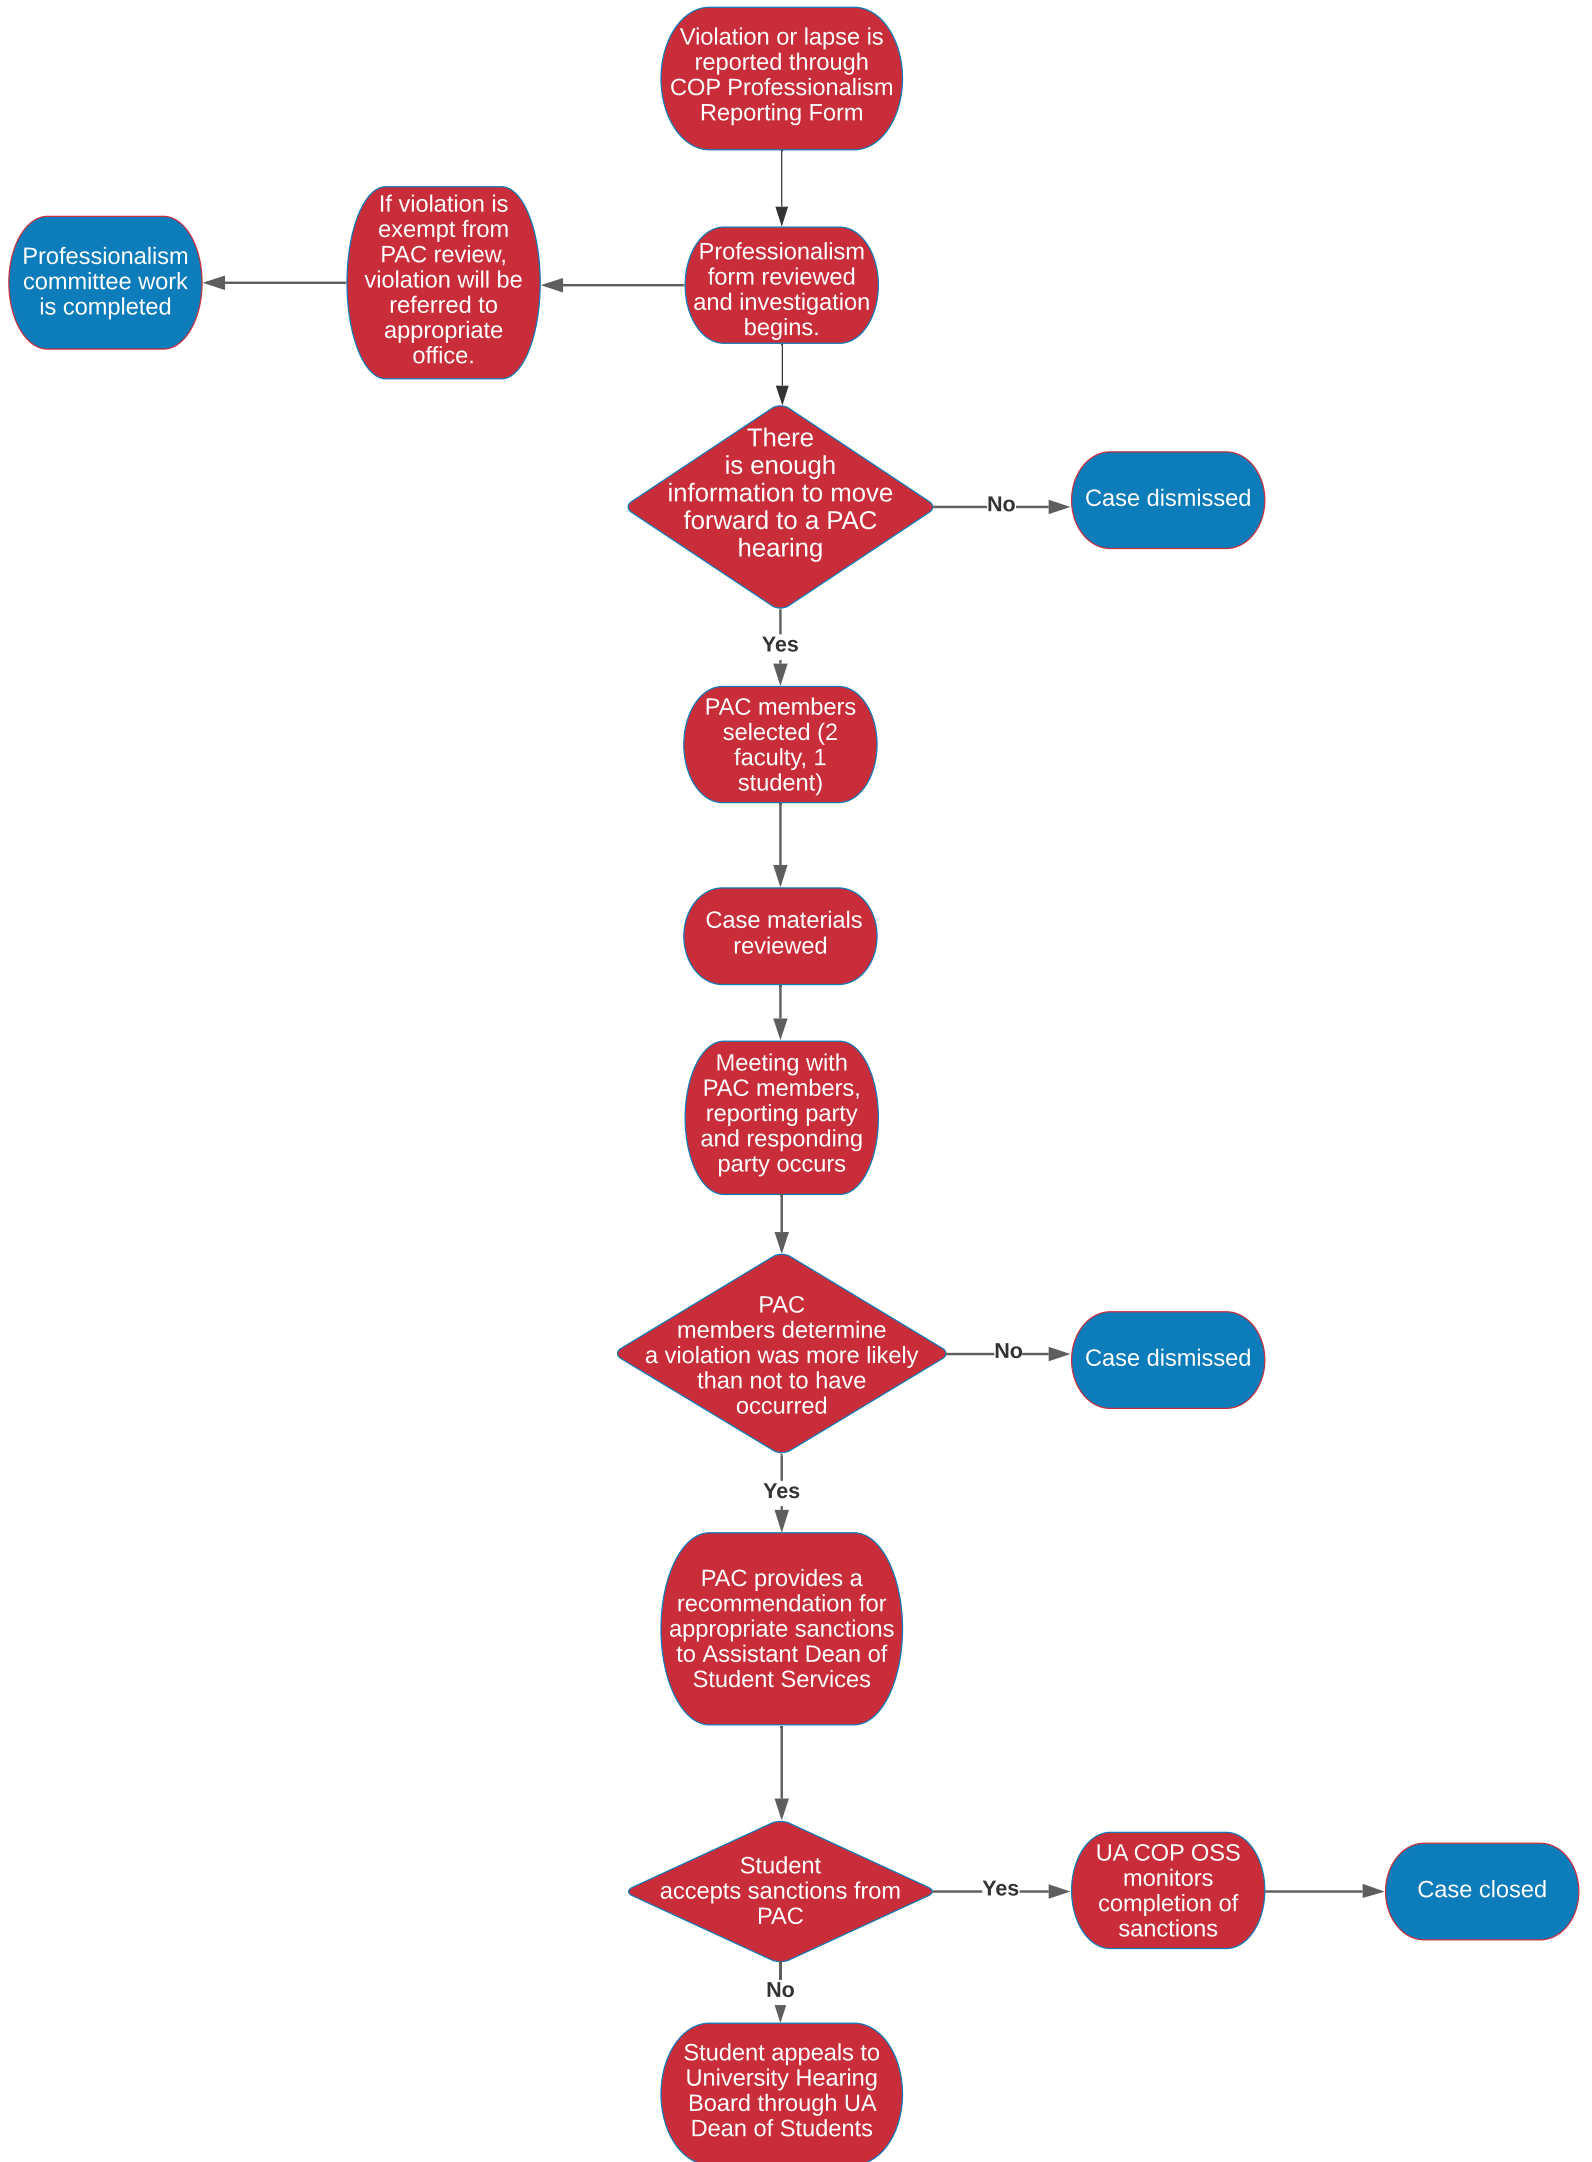 Violation or lapse is
reported through
COP Professionalism
Reporting Form
Professionalism
form reviewed
and investigation
begins.
If violation is
exempt from
PAC review,
violation will be
referred to
appropriate
office.
Professionalism
committee work
is completed
There
is enough
information to move
forward to a PAC
hearing
No
Case dismissed
Yes
PAC members
selected (2
faculty, 1
student)
Case materials
reviewed
Meeting with
PAC members,
reporting party
and responding
party occurs
PAC
members determine
a violation was more likely
than not to have
occurred
No
Case dismissed
Yes
PAC provides a
recommendation for
appropriate sanctions
to Assistant Dean of
Student Services
Student
accepts sanctions from
PAC
Yes
UA COP OSS
monitors
completion of
sanctions
Case closed
No
Student appeals to
University Hearing
Board through UA
Dean of Students